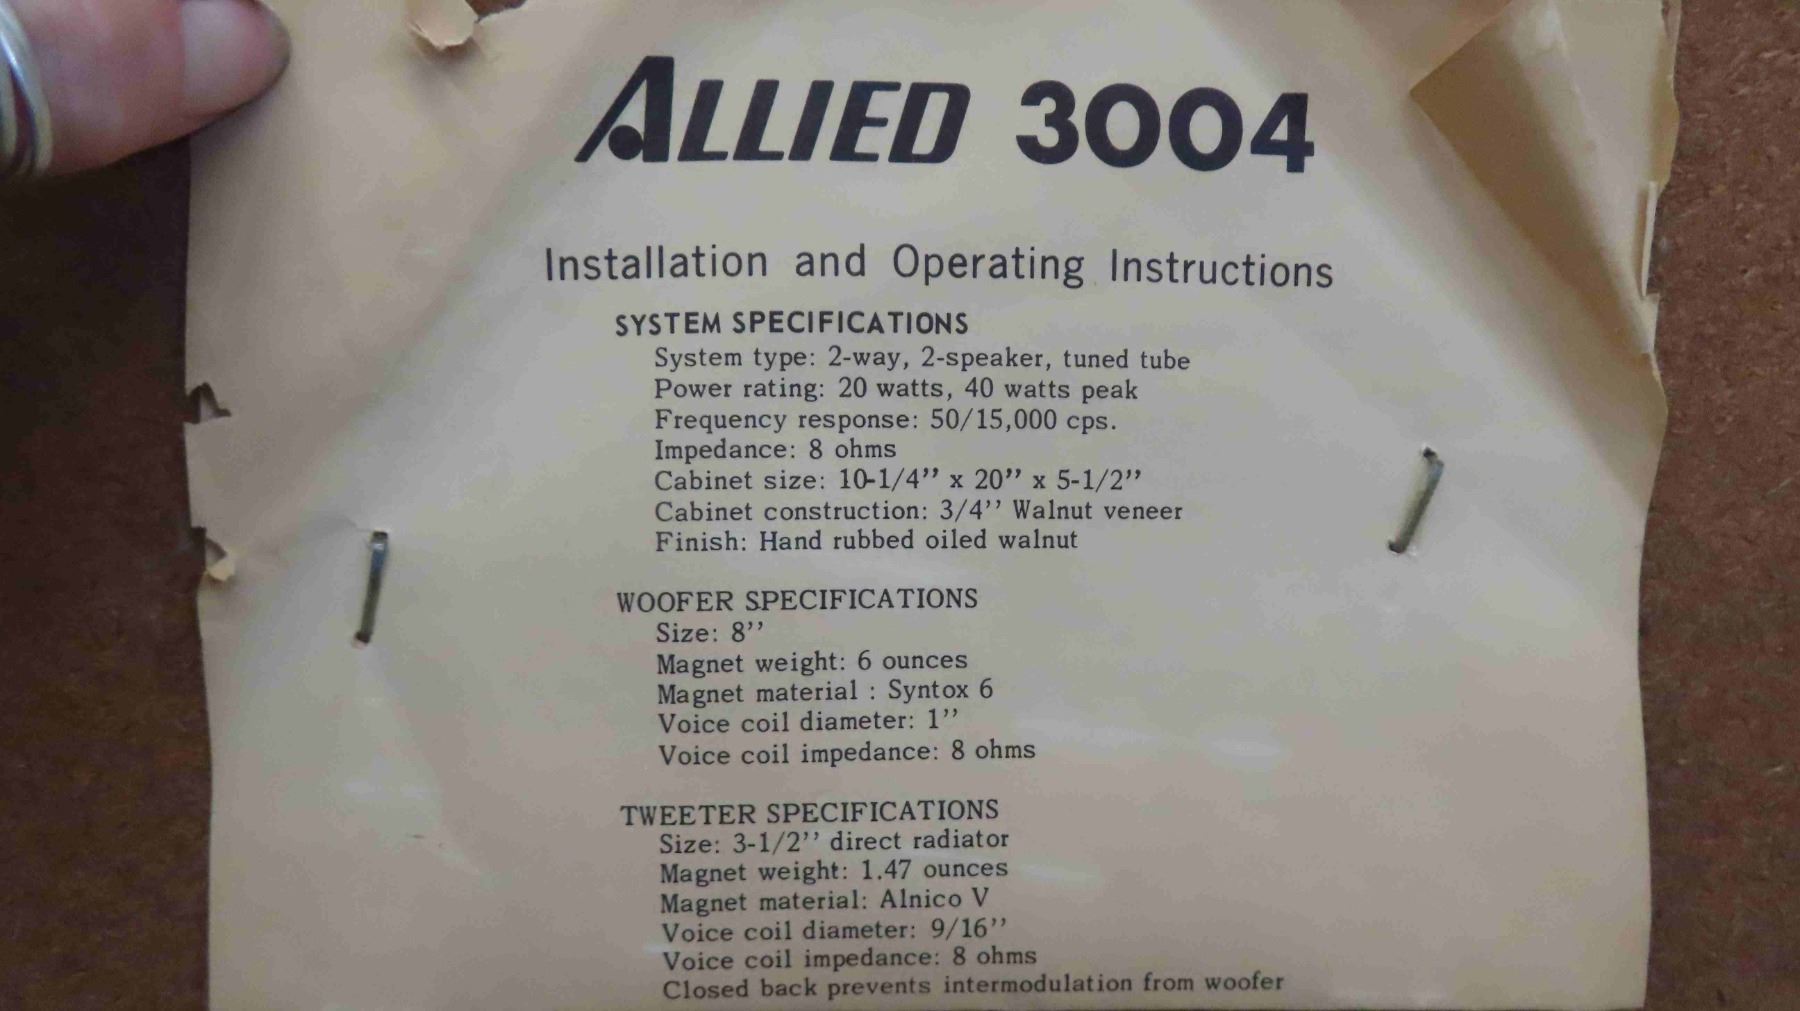 ALLIED 3004
Installation and Operating Instructions
SYSTEM SPECIFICATIONS
System type: 2-way, 2-speaker, tuned tube
Power rating: 20 watts, 40 watts peak
Frequency response: 50/15,000 cps.
Impedance: 8 ohms
Cabinet size: 10-1/4’’ x 20’’ x 5-1/2’’
Cabinet construction: 3/4’’ Walnut veneer
Finish: Hand rubbed oiled walnut
WOOFER SPECIFICATIONS
Size: 8’’
Magnet weight: 6 ounces
Magnet material : Syntox 6
Voice coil diameter: 1’’
Voice coil impedance: 8 ohms
TWEETER SPECIFICATIONS
Size: 3-1/2’’ direct radiator
Magnet weight: 1.47 ounces
Magnet material: Alnico V
Voice coil diameter: 9/16’’
Voice coil impedance: 8 ohms
Closed back prevents intermodulation from woofer